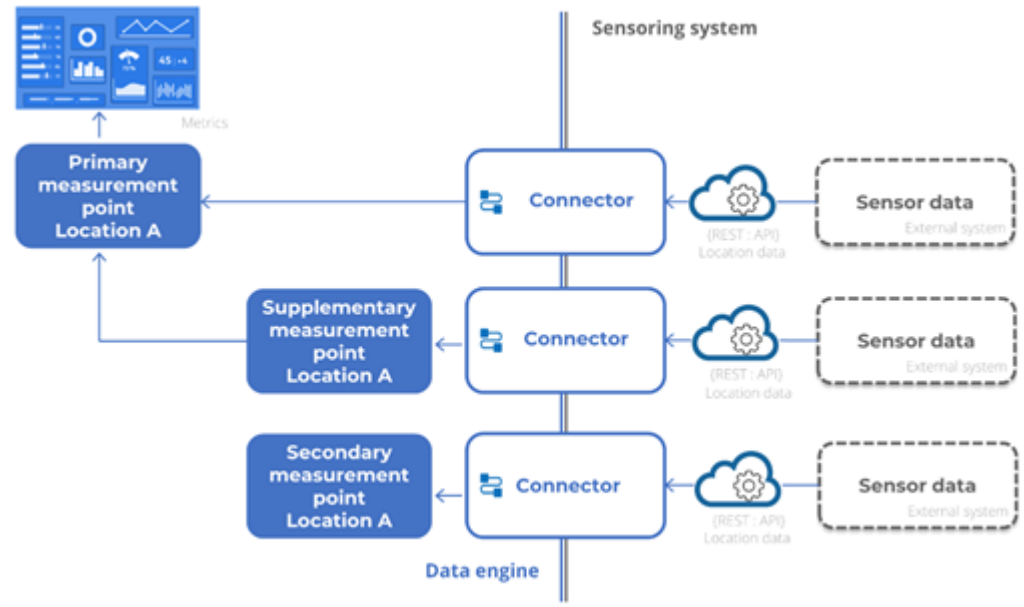 Sensoring system
45 +4
Metrics
Primary
measurement
point
Location A
Connector
{REST : API}
Location data
Sensor data
External system
Supplementary
measurement
point
Location A
Connector
{REST : API}
Location data
Sensor data
External system
Secondary
measurement
point
Location A
Connector
{REST : API}
Location data
Sensor data
External system
Data engine